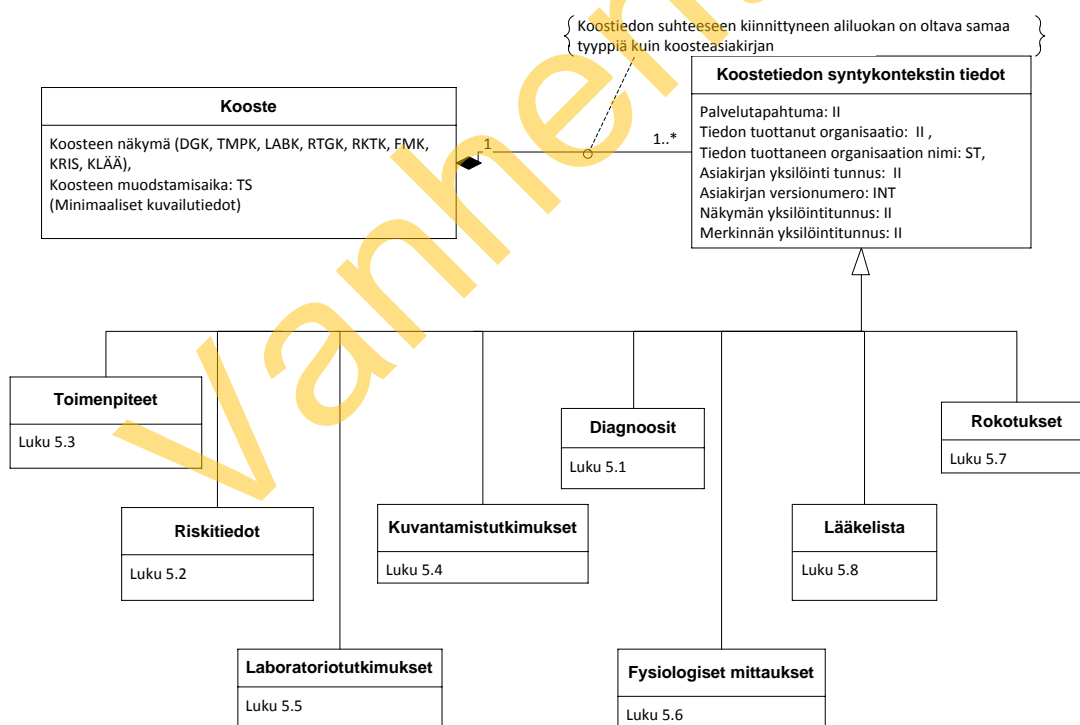 Koostiedon suhteeseen kiinnittyneen aliluokan on oltava samaa
tyyppiä kuin koosteasiakirjan
Kooste
Koosteen näkymä (DGK, TMPK, LABK, RTGK, RKTK, FMK,
KRIS, KLÄÄ),
Koosteen muodostamisaika: TS
(Minimaaliset kuvailutiedot)
1
1..*
Koostetiedon syntykontekstin tiedot
Palvelutapahtuma: II
Tiedon tuottanut organisaatio: II ,
Tiedon tuottaneen organisaation nimi: ST,
Asiakirjan yksilöinti tunnus: II
Asiakirjan versionumero: INT
Näkymän yksilöintitunnus: II
Merkinnän yksilöintitunnus: II
Toimenpiteet
Luku 5.3
Diagnoosit
Luku 5.1
Rokotukset
Luku 5.7
Riskitiedot
Luku 5.2
Kuvantamistutkimukset
Luku 5.4
Lääkelista
Luku 5.8
Laboratoriotutkimukset
Luku 5.5
Fysiologiset mittaukset
Luku 5.6